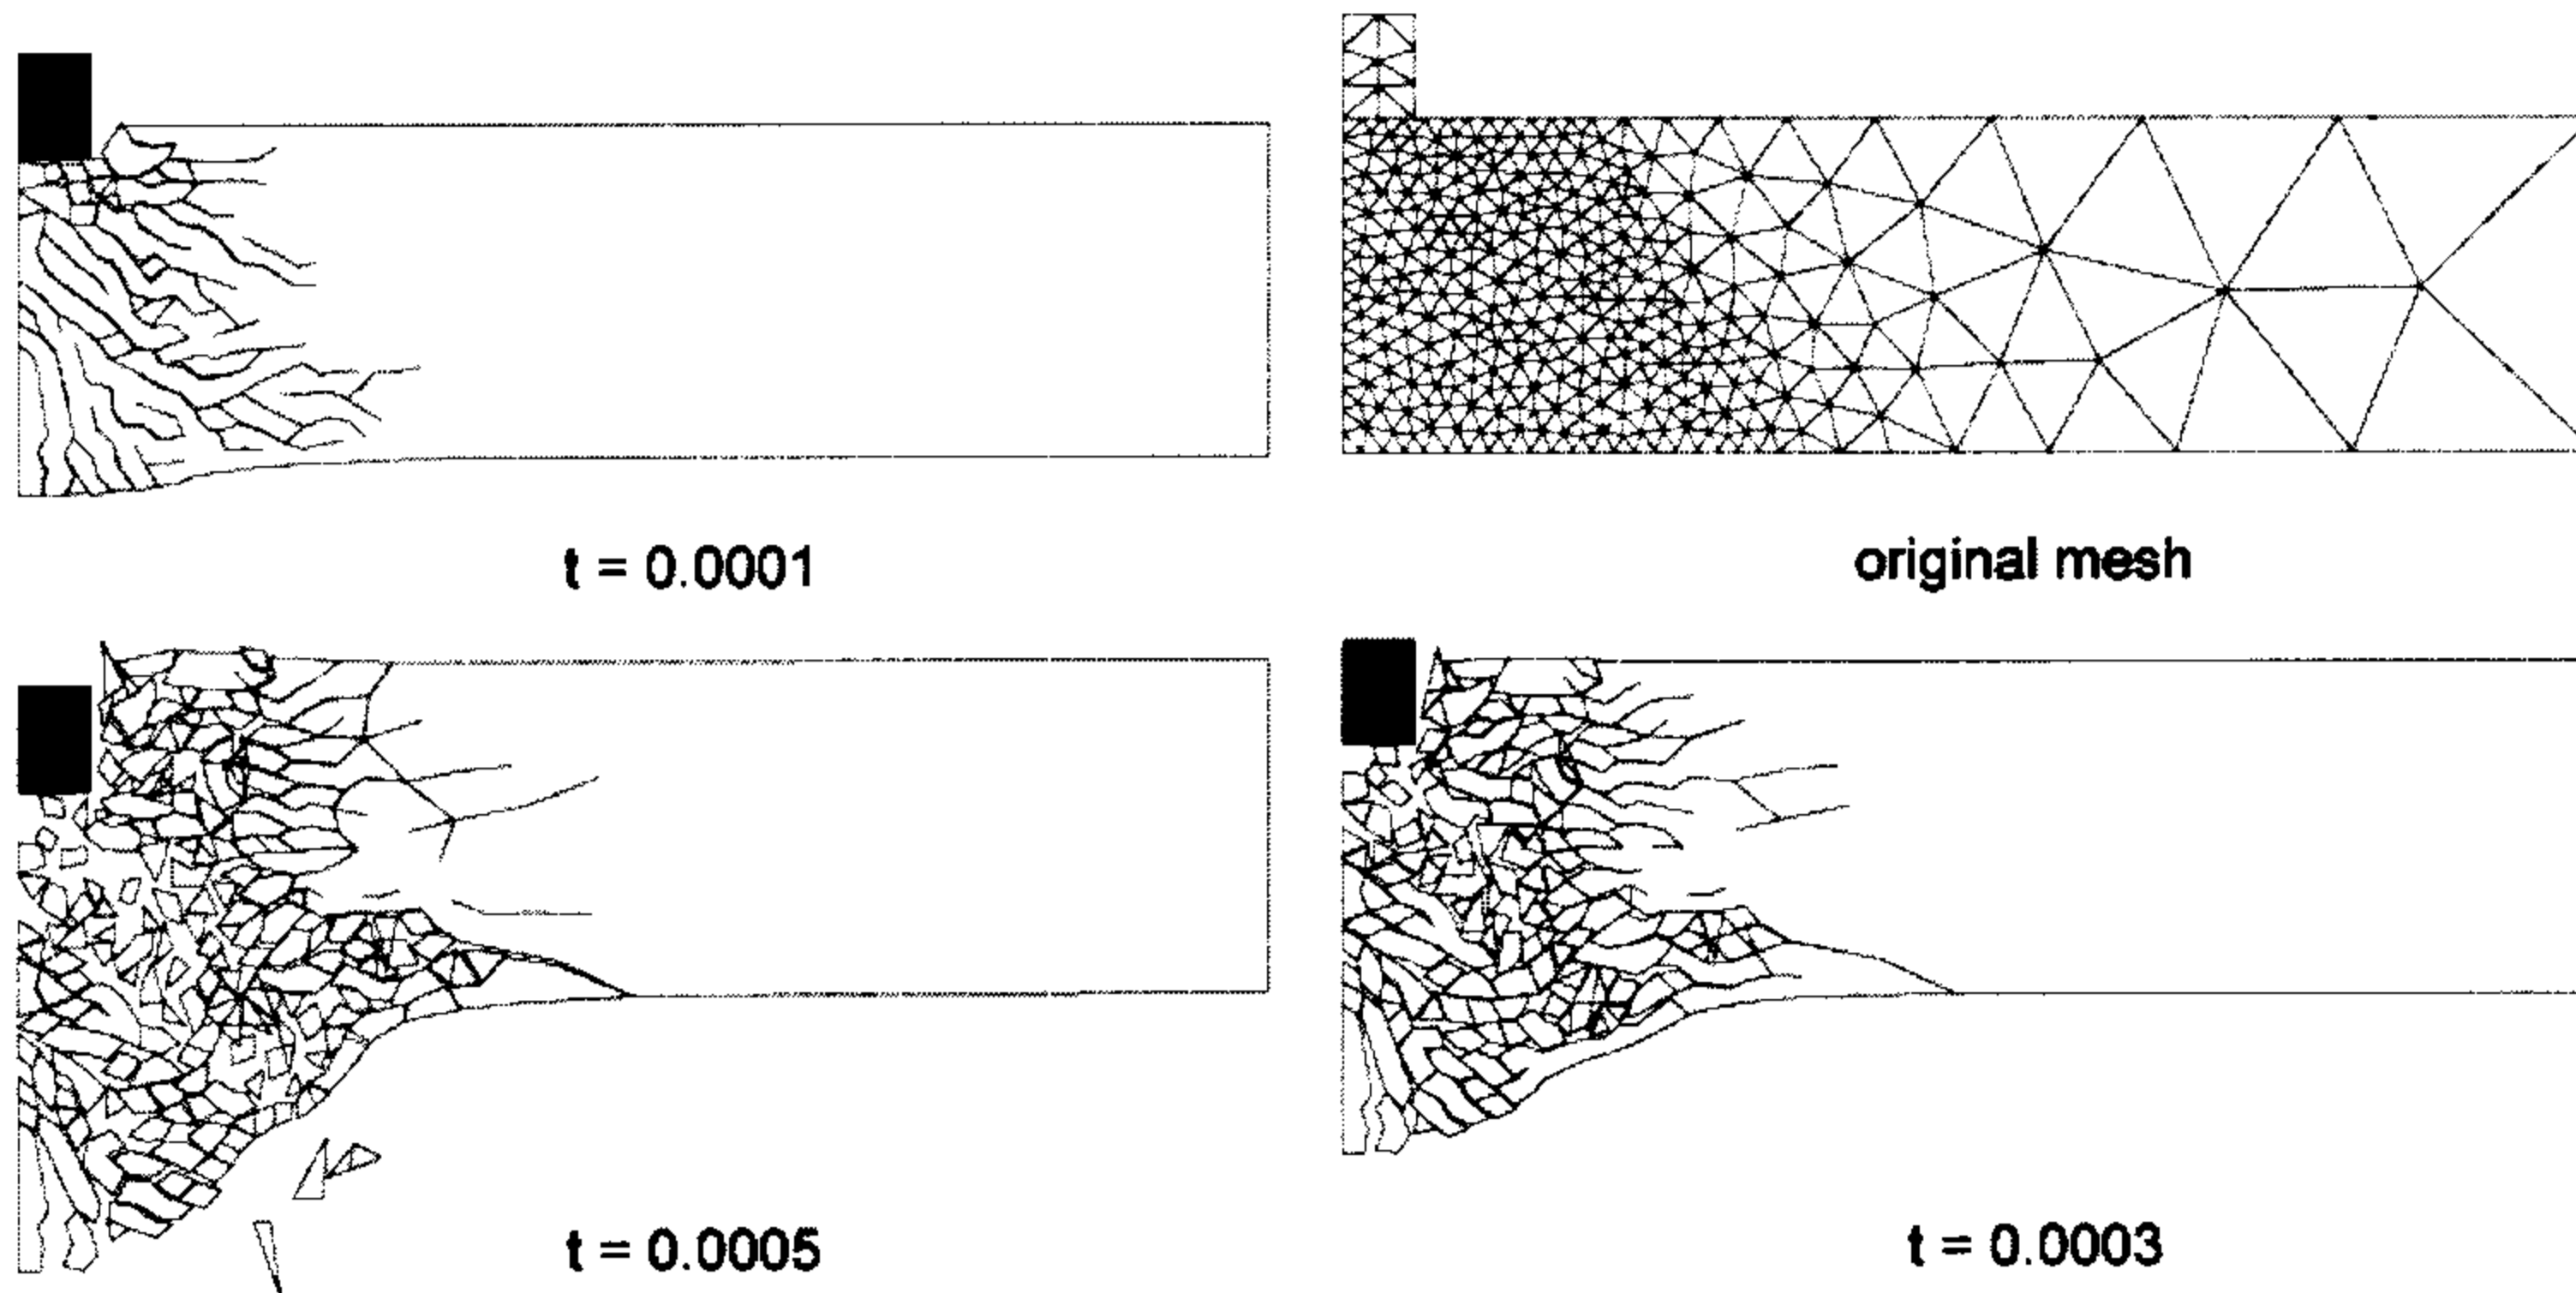 t = 0.0001
original mesh
t = 0.0005
t = 0.0003